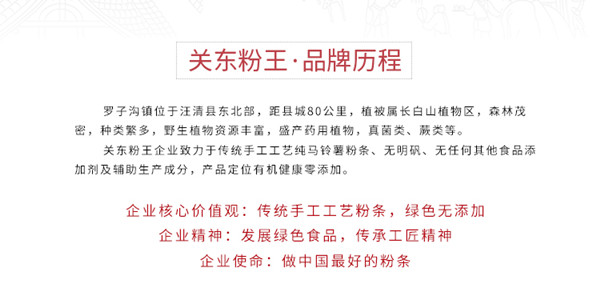 关东粉王·品牌历程
罗子沟镇位于汪清县东北部，距县城80公里，植被属长白山植物区，森林茂
密，种类繁多，野生植物资源丰富，盛产药用植物，真菌类、蕨类等。
关东粉王企业致力于传统手工工艺纯马铃薯粉条、无明矾、无任何其他食品添
加剂及辅助生产成分，产品定位有机健康零添加。
企业核心价值观：传统手工工艺粉条，绿色无添加
企业精神：发展绿色食品，传承工匠精神
企业使命：做中国最好的粉条